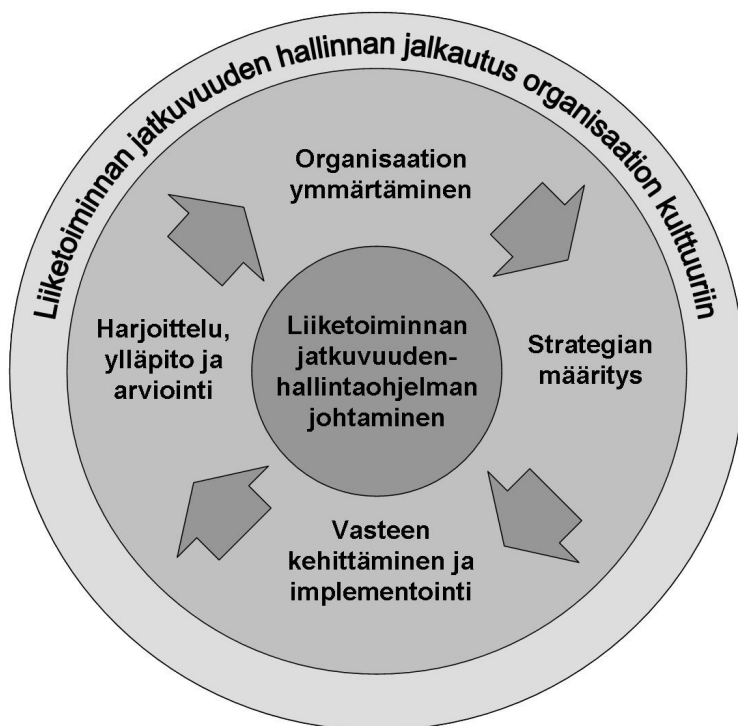 Liiketoiminnan jatkuvuuden hallinnan jalkautus organisaation kulttuuriin
Organisaation
ymmärtäminen
Strategian
määritys
Vasteen
kehittäminen ja
implementointi
Harjoittelu,
ylläpito ja
arviointi
Liiketoiminnan
jatkuvuuden-
hallintaohjelman
johtaminen